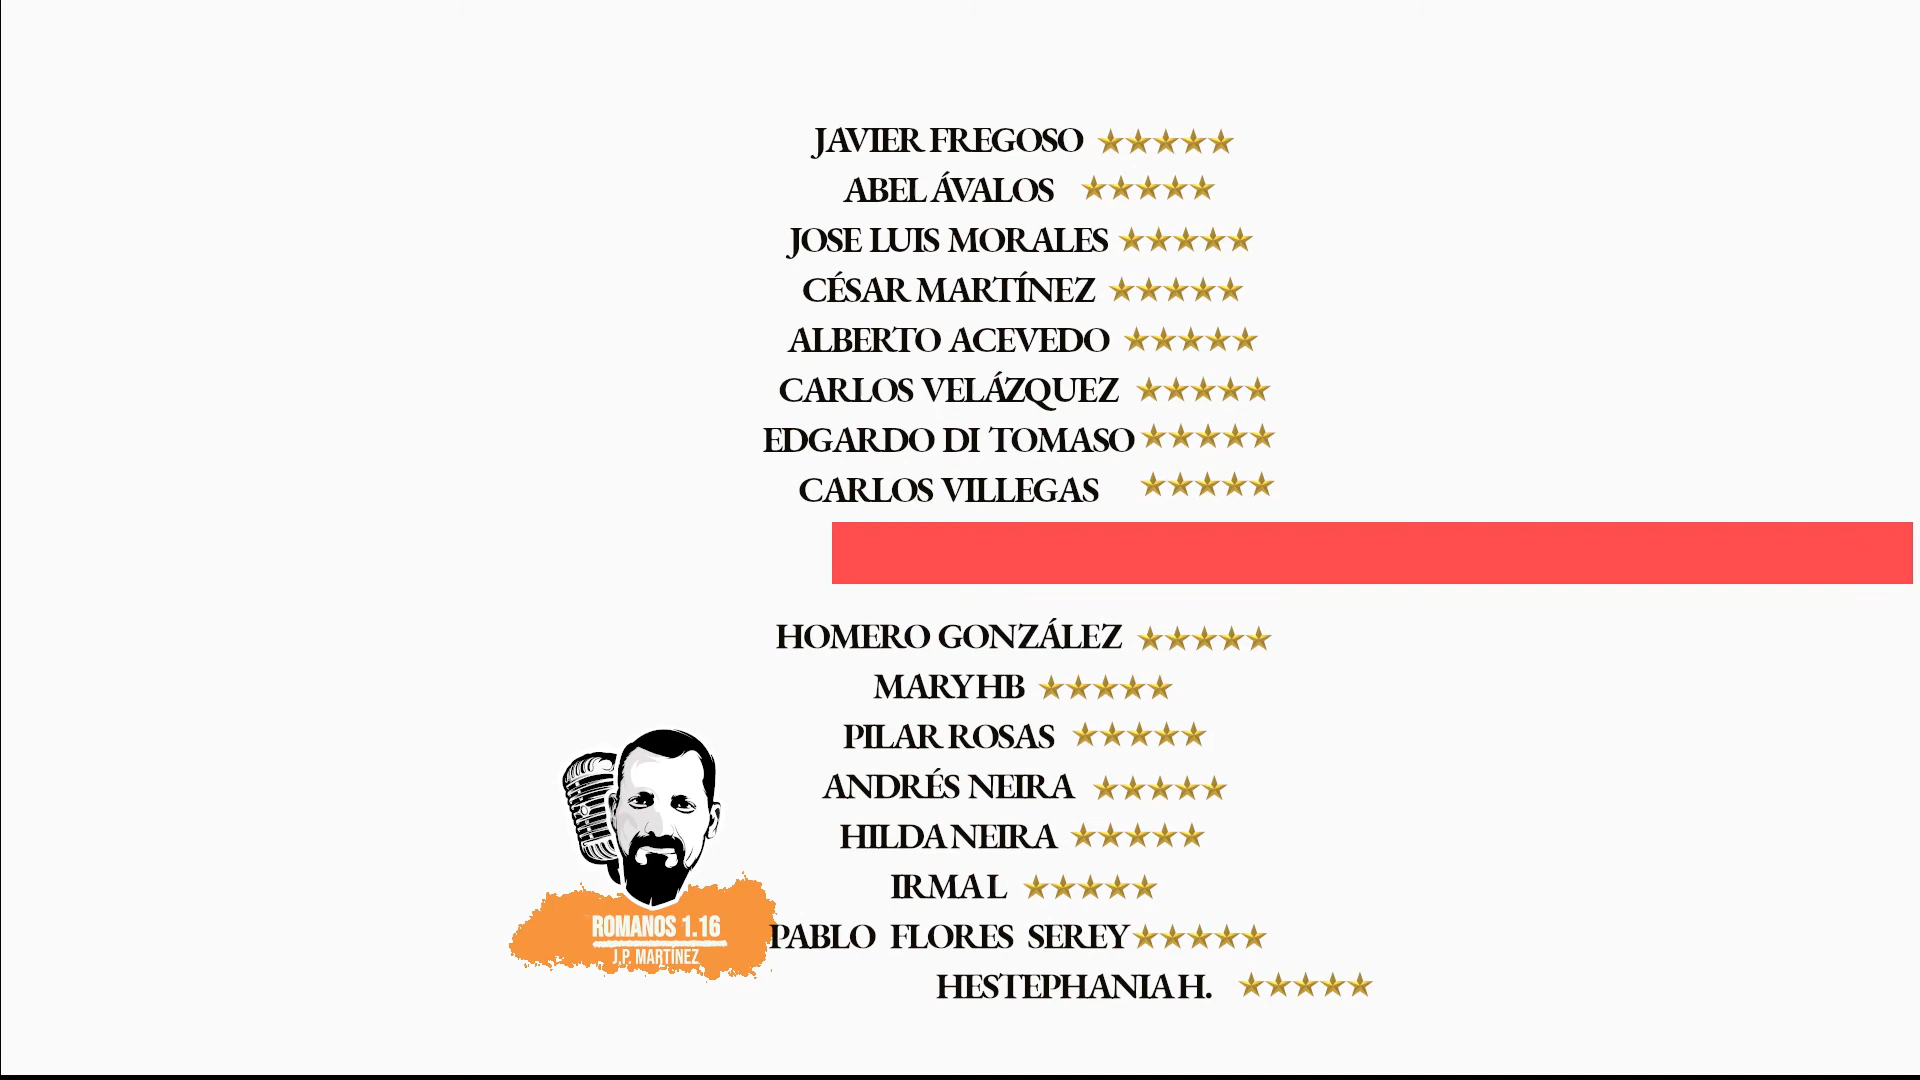 JAVIER FREGOSO
ABEL ÁVALOS
JOSE LUIS MORALES
CÉSAR MARTÍNEZ
ALBERTO ACEVEDO
CARLOS VELÁZQUEZ
EDGARDO DI TOMASO
CARLOS VILLEGAS
HOMERO GONZÁLEZ
MARY HB
PILAR ROSAS
ANDRÉS NEIRA
HILDA NEIRA
IRMA L
PABLO FLORES SEREY
HESTEPHANIA H.
ROMANOS 1.16
J.P. MARTÍNEZ